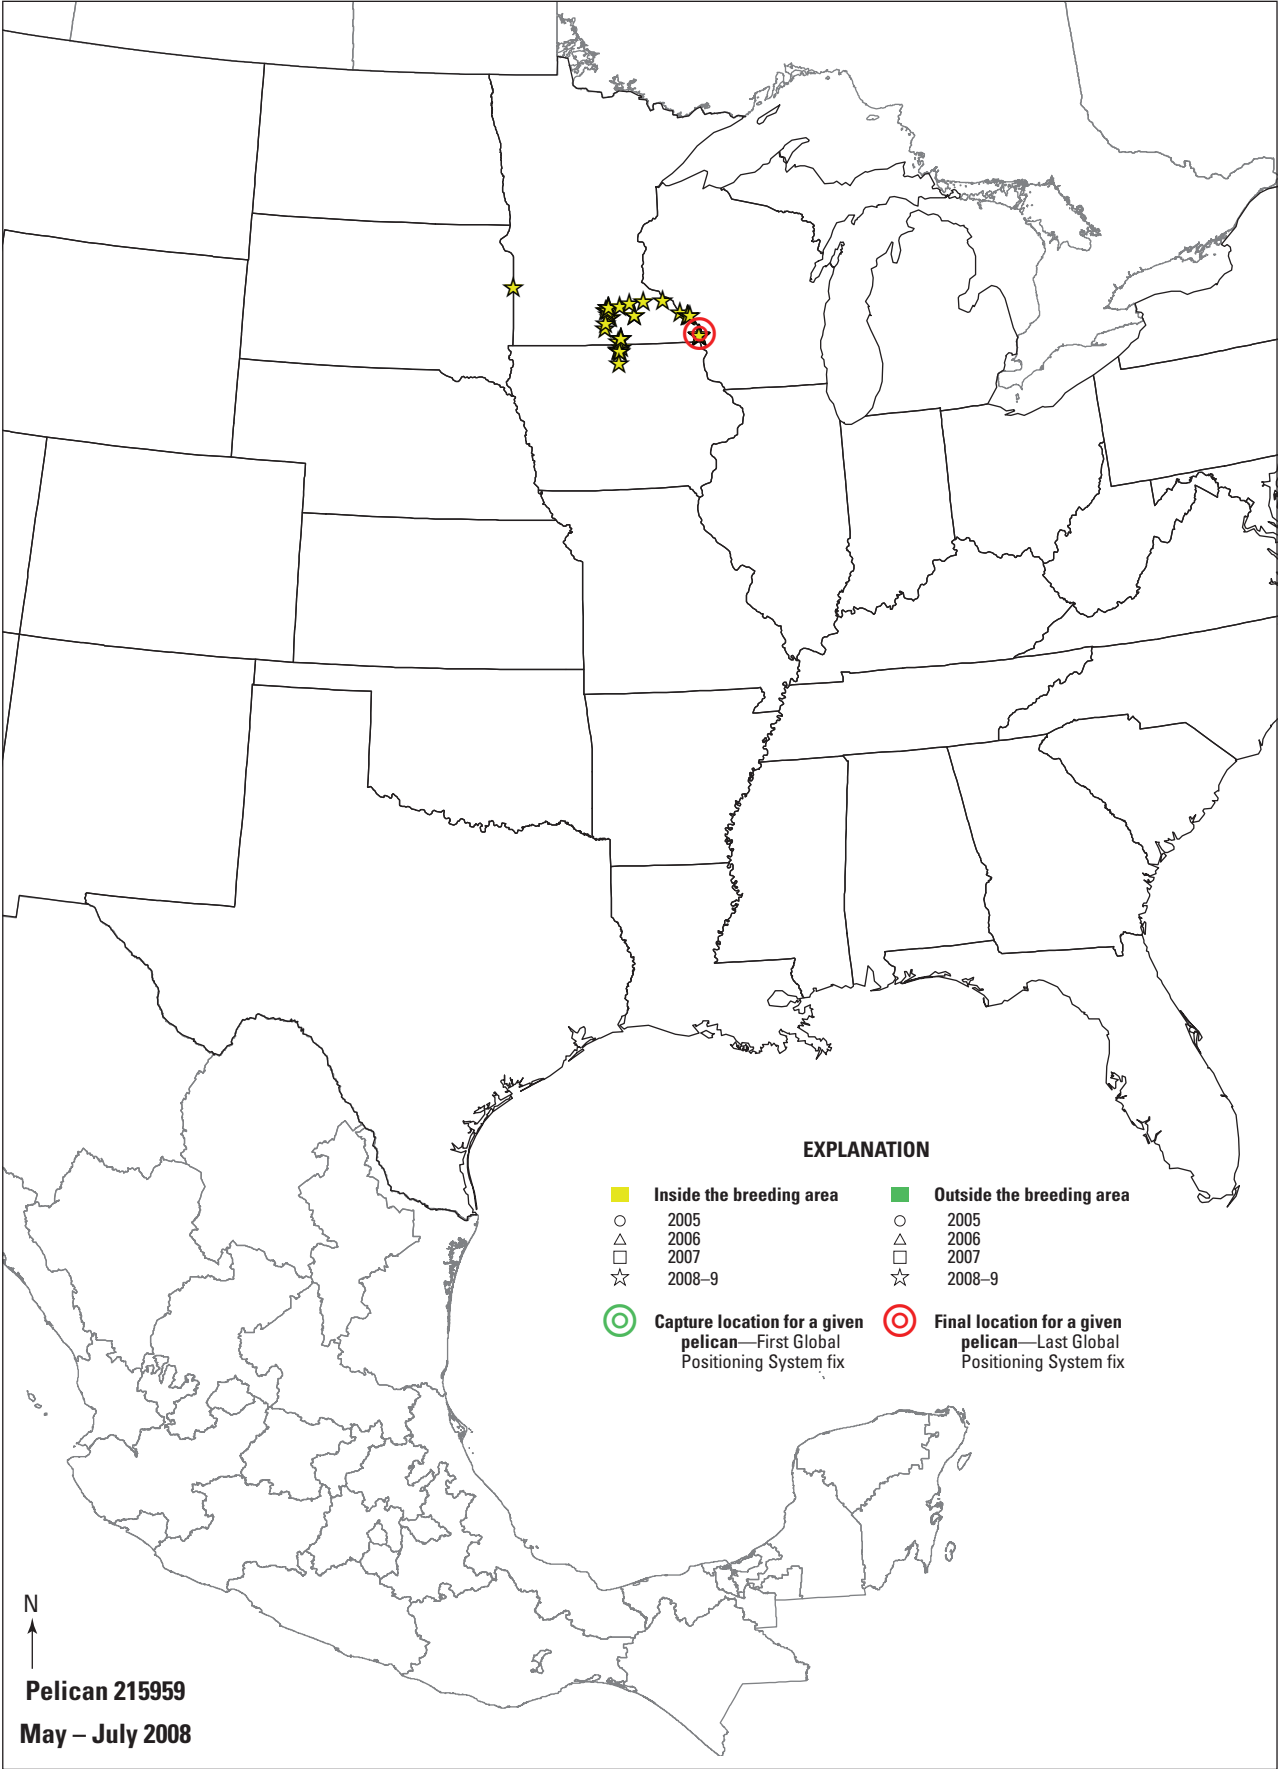 EXPLANATION
Inside the breeding area
2005
2006
2007
2008–9
Capture location for a given
pelican—First Global
Positioning System fix
Outside the breeding area
2005
2006
2007
2008–9
Final location for a given
pelican—Last Global
Positioning System fix
N
Pelican 215959
May – July 2008